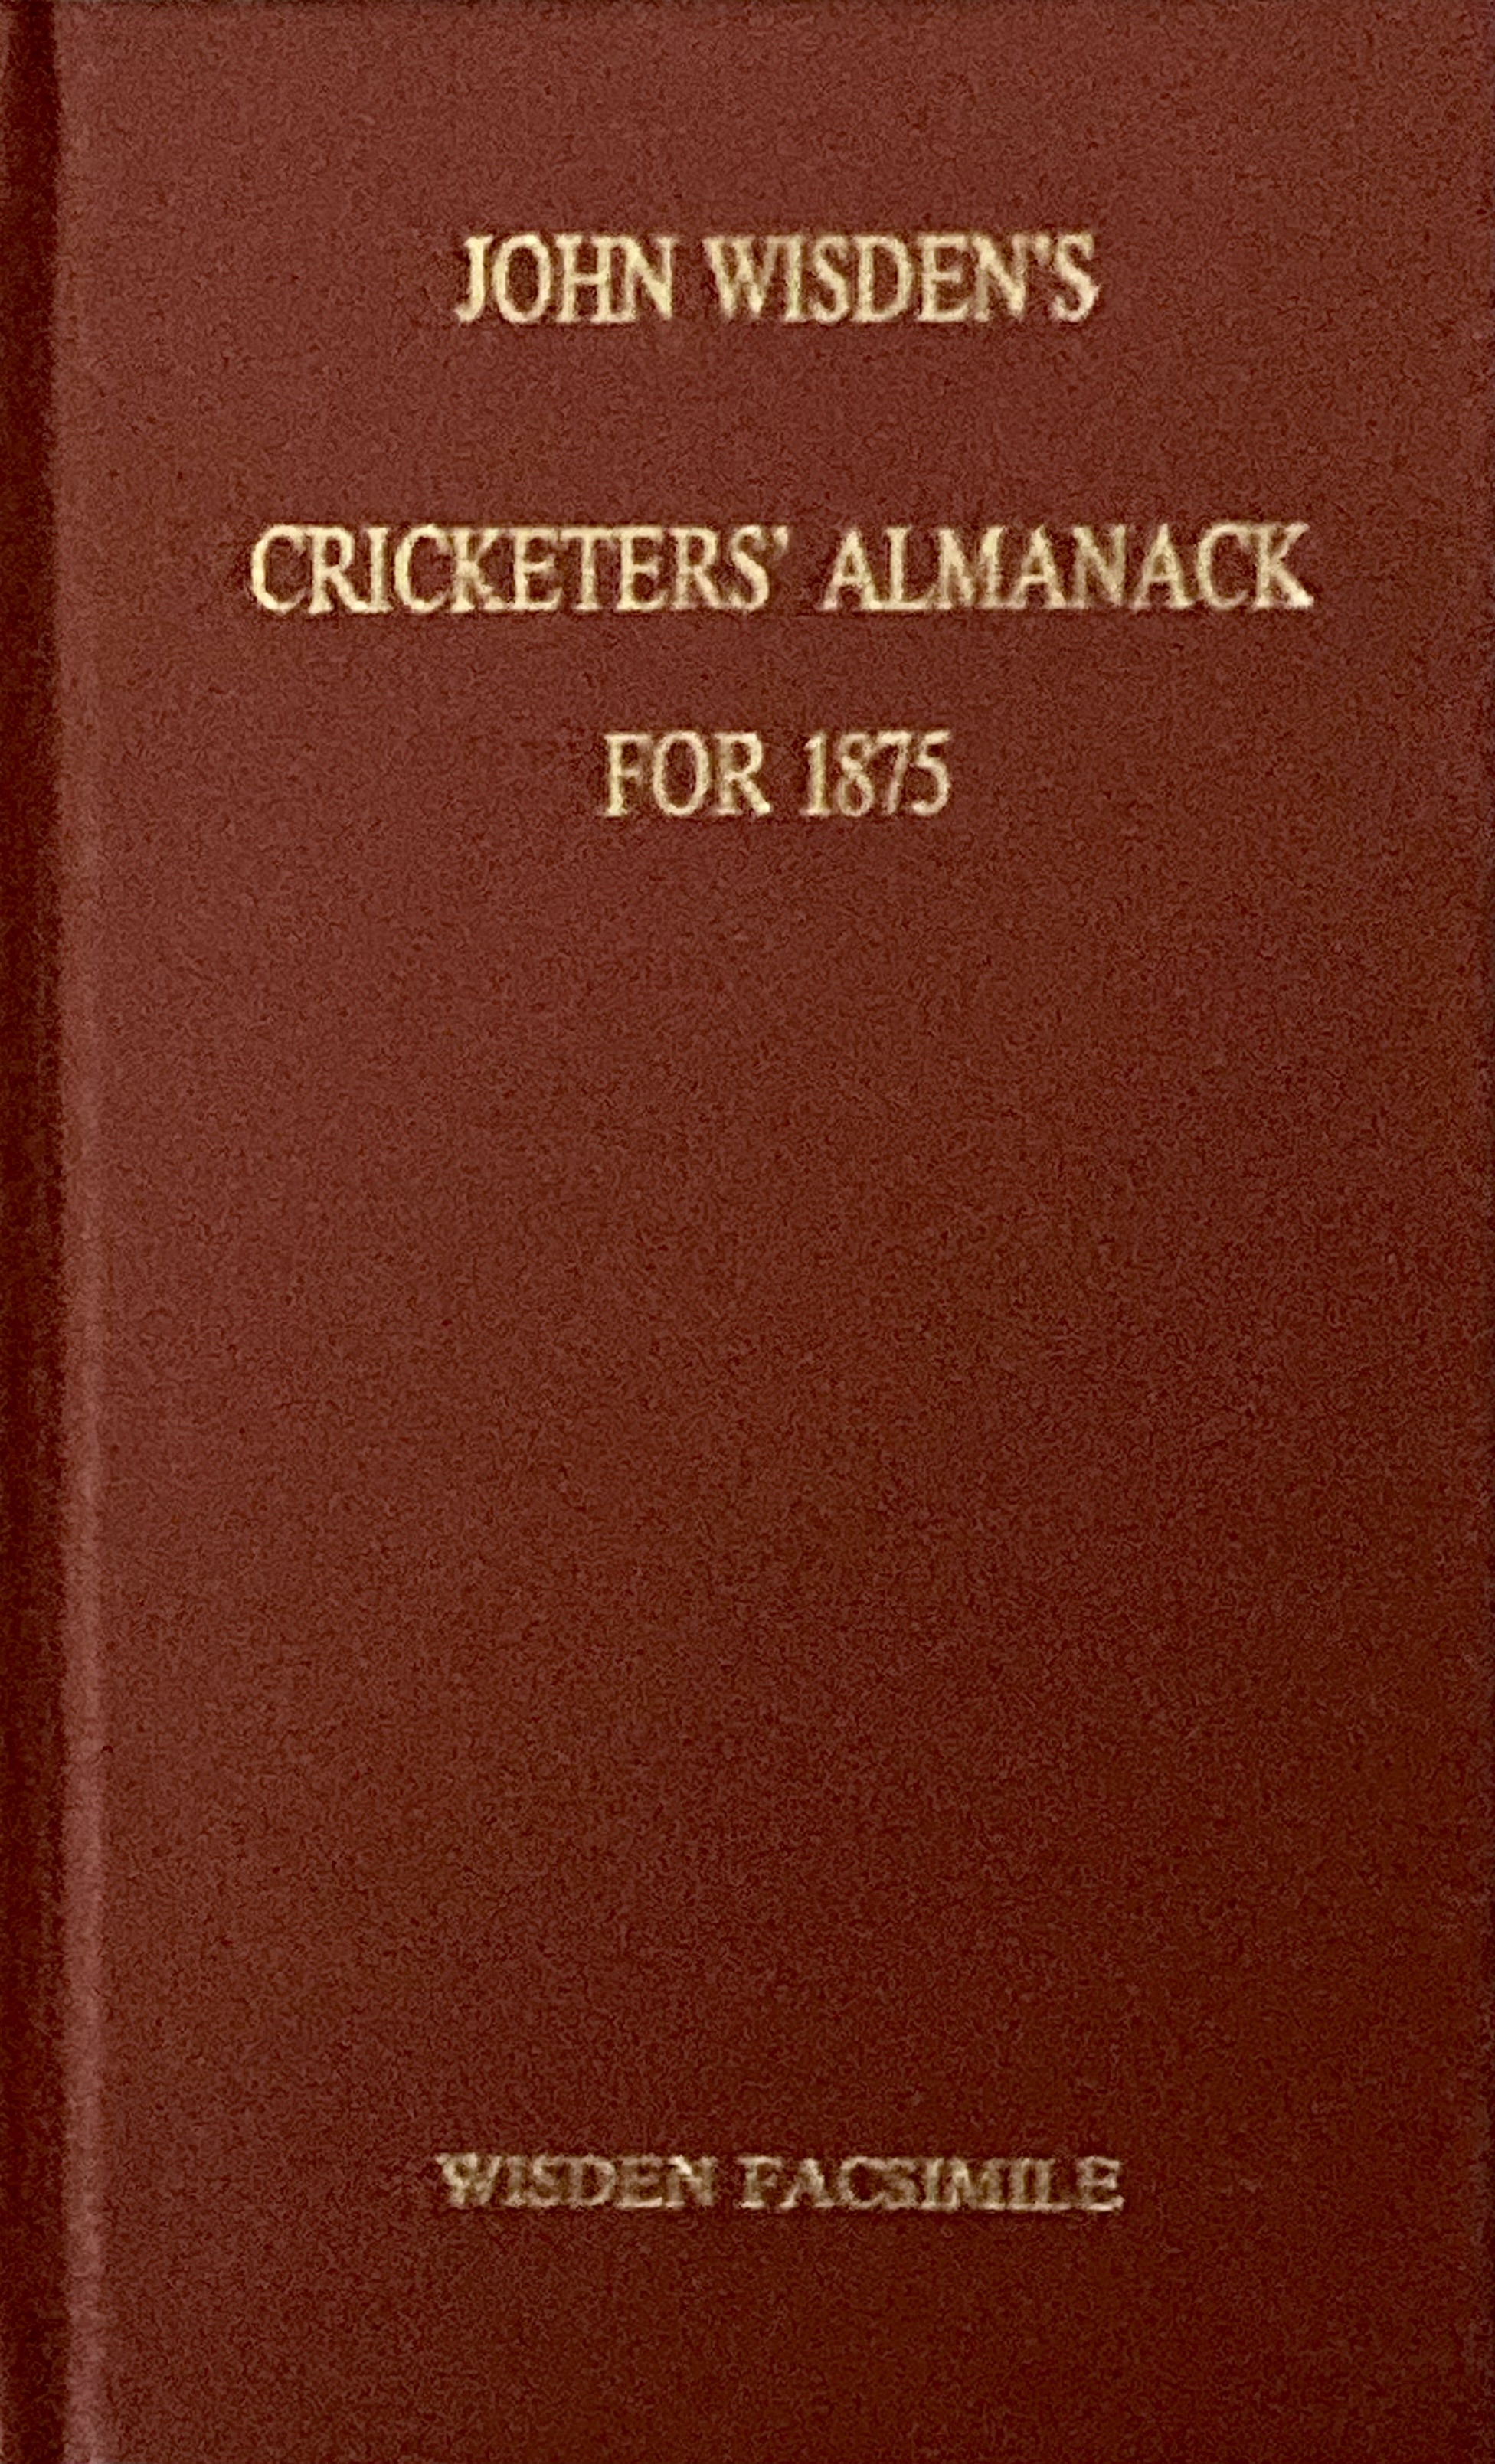 JOHN WISDEN'S
CRICKETERS' ALMANACK
FOR 1875
WISDEN FACSIMILE